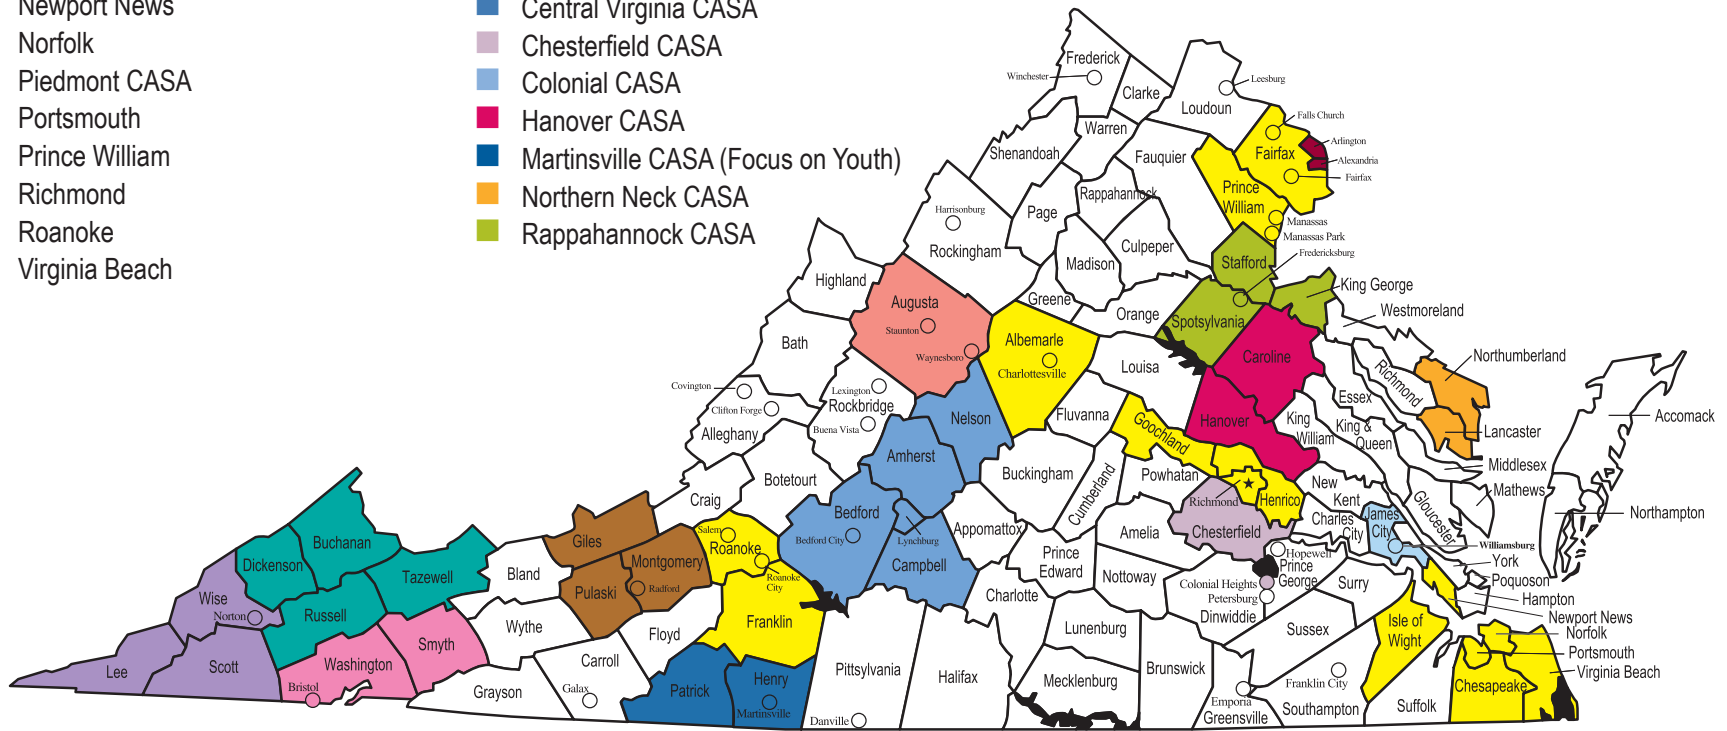 Newport News
Norfolk
Piedmont CASA
Portsmouth
Prince William
Richmond
Roanoke
Virginia Beach
Central Virginia CASA
Chesterfield CASA
Colonial CASA
Hanover CASA
Martinsville CASA (Focus on Youth)
Northern Neck CASA
Rappahannock CASA
Frederick
Winchester
Clarke
Leesburg
Loudoun
Warren
Falls Church
Shenandoah
Fauquier
Fairfax
Arlington
Alexandria
Fairfax
Rappahannock
Prince
William
Page
Harrisonburg
Manassas
Manassas Park
Rockingham
Culpeper
Madison
Stafford
Fredericksburg
Highland
Augusta
Greene
Orange
King George
Westmoreland
Spotsylvania
Staunton
Waynesboro
Bath
Albemarle
Charlottesville
Louisa
Caroline
Northumberland
Richmond
Covington
Clifton Forge
Lexington
Rockbridge
Buena Vista
Alleghany
Nelson
Fluvanna
Goochland
Hanover
King
William
Essex
King &
Queen
Accomack
Lancaster
Amherst
Buckingham
Cumberland
Powhatan
Middlesex
Botetourt
Craig
Richmond
Henrico
New
Kent
Mathews
Gloucester
Northampton
Bedford
Bedford City
Lynchburg
Appomattox
Amelia
Chesterfield
Charles
City
James
City
Williamsburg
York
Poquoson
Hampton
Newport News
Norfolk
Portsmouth
Virginia Beach
Buchanan
Dickenson
Giles
Salem
Roanoke
Roanoke
City
Montgomery
Radford
Campbell
Prince
Edward
Nottoway
Hopewell
Prince
George
Colonial Heights
Petersburg
Dinwiddie
Surry
Tazewell
Bland
Pulaski
Charlotte
Wise
Norton
Russell
Smyth
Wythe
Floyd
Franklin
Lunenburg
Sussex
Isle of
Wight
Lee
Scott
Washington
Bristol
Carroll
Galax
Grayson
Patrick
Henry
Martinsville
Pittsylvania
Danville
Halifax
Mecklenburg
Brunswick
Emporia
Greensville
Franklin City
Southampton
Suffolk
Chesapeake